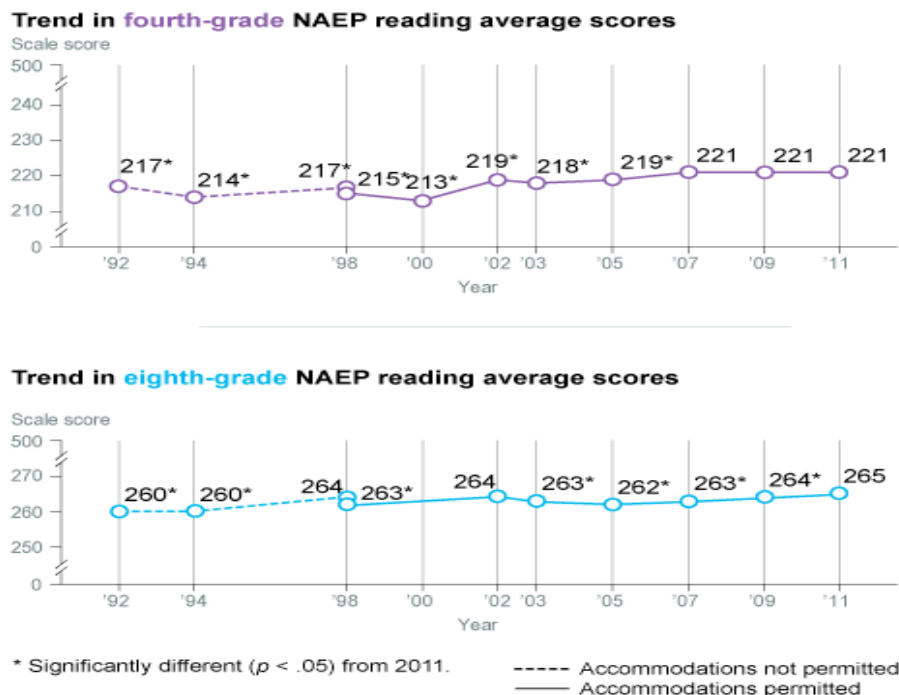 Trend in fourth-grade NAEP reading average scores
Scale score
500
240
230
220
210
0
217*
214*
217*
215*
213*
219*
218*
219*
221
221
221
'92 '94 '98 '00 '02 '03 '05 '07 '09 '11
Year
Trend in eighth-grade NAEP reading average scores
Scale score
500
270
260
250
0
260*
260*
264
263*
264
263*
262*
263*
264*
265
'92 '94 '98 '00 '02 '03 '05 '07 '09 '11
Year
* Significantly different (p < .05) from 2011.
Accommodations not permitted
Accommodations permitted